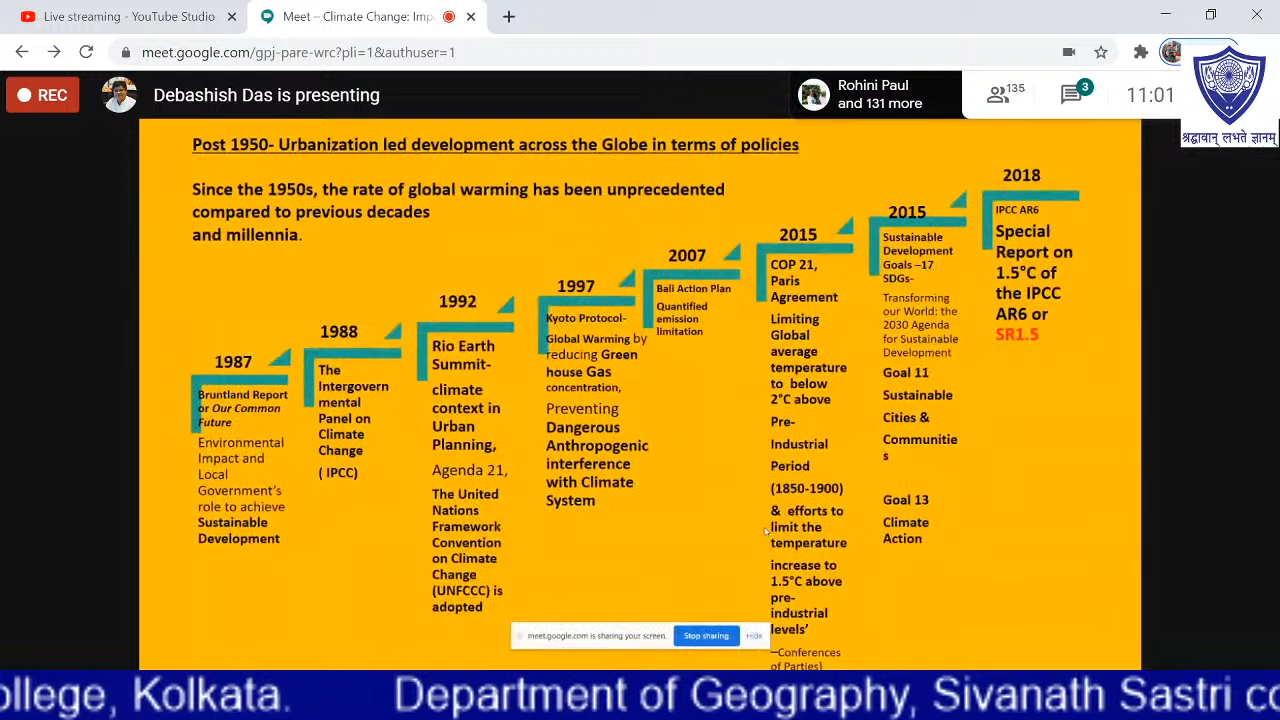 Live streaming - YouTube Studio
Meet – Climate Change: Imp
meet.google.com/gpj-pare-wrc?pli=1&authuser=1
REC
Debashish Das is presenting
Rohini Paul
and 131 more
135
3
11:01
श्रद्धावान् लभते ज्ञानम्
Post 1950- Urbanization led development across the Globe in terms of policies
Since the 1950s, the rate of global warming has been unprecedented
compared to previous decades
and millennia.
1987
Bruntland Report
or Our Common
Future
Environmental
Impact and
Local
Government's
role to achieve
Sustainable
Development
1988
The
Intergovern
mental
Panel on
Climate
Change
( IPCC)
1992
Rio Earth
Summit-
climate
context in
Urban
Planning,
Agenda 21,
The United
Nations
Framework
Convention
on Climate
Change
(UNFCCC) is
adopted
1997
Kyoto Protocol-
Global Warming by
reducing Green
house Gas
concentration,
Preventing
Dangerous
Anthropogenic
interference
with Climate
System
2007
Bali Action Plan
Quantified
emission
limitation
2015
COP 21,
Paris
Agreement
Limiting
Global
average
temperature
to below
2°C above
Pre-
Industrial
Period
(1850-1900)
& efforts to
limit the
temperature
increase to
1.5°C above
pre-
industrial
levels'
–Conferences
of Parties)
2015
Sustainable
Development
Goals –17
SDGs-
Transforming
our World: the
2030 Agenda
for Sustainable
Development
Goal 11
Sustainable
Cities &
Communitie
s
Goal 13
Climate
Action
2018
IPCC AR6
Special
Report on
1.5°C of
the IPCC
AR6 or
SR1.5
meet.google.com is sharing your screen.
Stop sharing
Hide
ollege, Kolkata. Department of Geography, Sivanath Sastri co